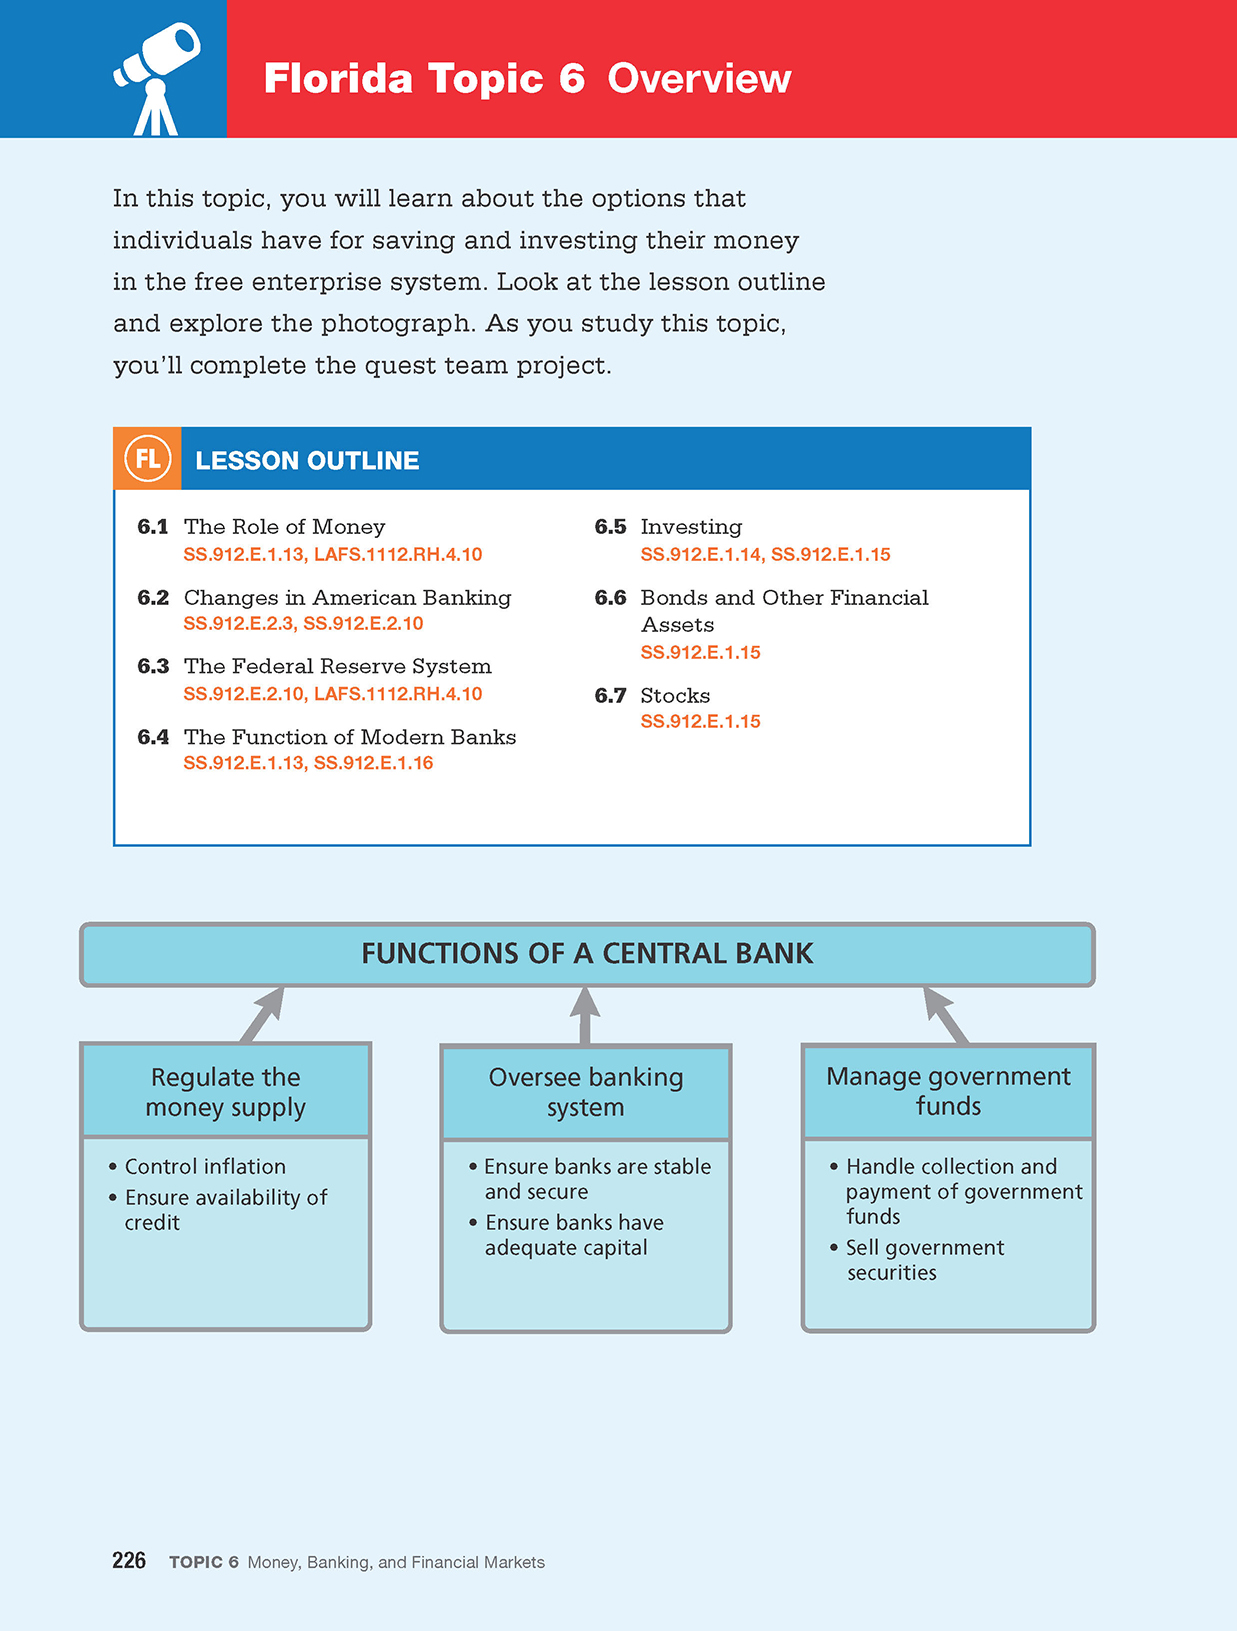 Florida Topic 6 Overview
In this topic, you will learn about the options that
individuals have for saving and investing their money
in the free enterprise system. Look at the lesson outline
and explore the photograph. As you study this topic,
you’ll complete the quest team project.
FL LESSON OUTLINE
6.1 The Role of Money
SS.912.E.1.13, LAFS.1112.RH.4.10
6.2 Changes in American Banking
SS.912.E.2.3, SS.912.E.2.10
6.3 The Federal Reserve System
SS.912.E.2.10, LAFS.1112.RH.4.10
6.4 The Function of Modern Banks
SS.912.E.1.13, SS.912.E.1.16
6.5 Investing
SS.912.E.1.14, SS.912.E.1.15
6.6 Bonds and Other Financial
Assets
SS.912.E.1.15
6.7 Stocks
SS.912.E.1.15
FUNCTIONS OF A CENTRAL BANK
Regulate the
money supply
• Control inflation
• Ensure availability of
credit
Oversee banking
system
• Ensure banks are stable
and secure
• Ensure banks have
adequate capital
Manage government
funds
• Handle collection and
payment of government
funds
• Sell government
securities
226 TOPIC 6 Money, Banking, and Financial Markets